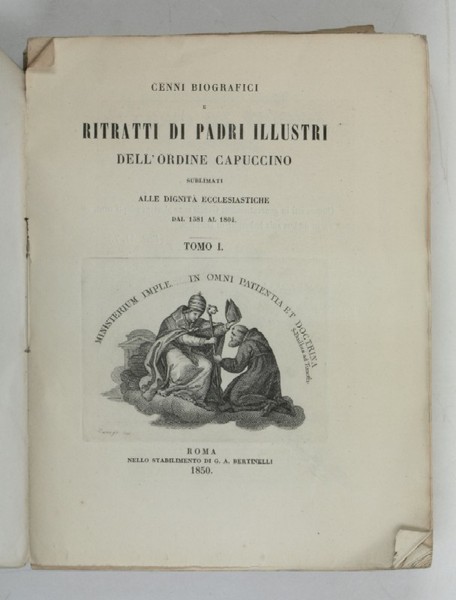 CENNI BIOGRAFICI
E
RITRATTI DI PADRI ILLUSTRI
DELL'ORDINE CAPUCCINO
SUBLIMATI
ALLE DIGNITÀ ECCLESIASTICHE
DAL 1581 AL 1804.
TOMO I.
MINISTERIUM IMPLE IN OMNI PATIENTIA ET DOCTRINA
ROMA
NELLO STABILIMENTO DI G. A. BERTINELLI
1850.